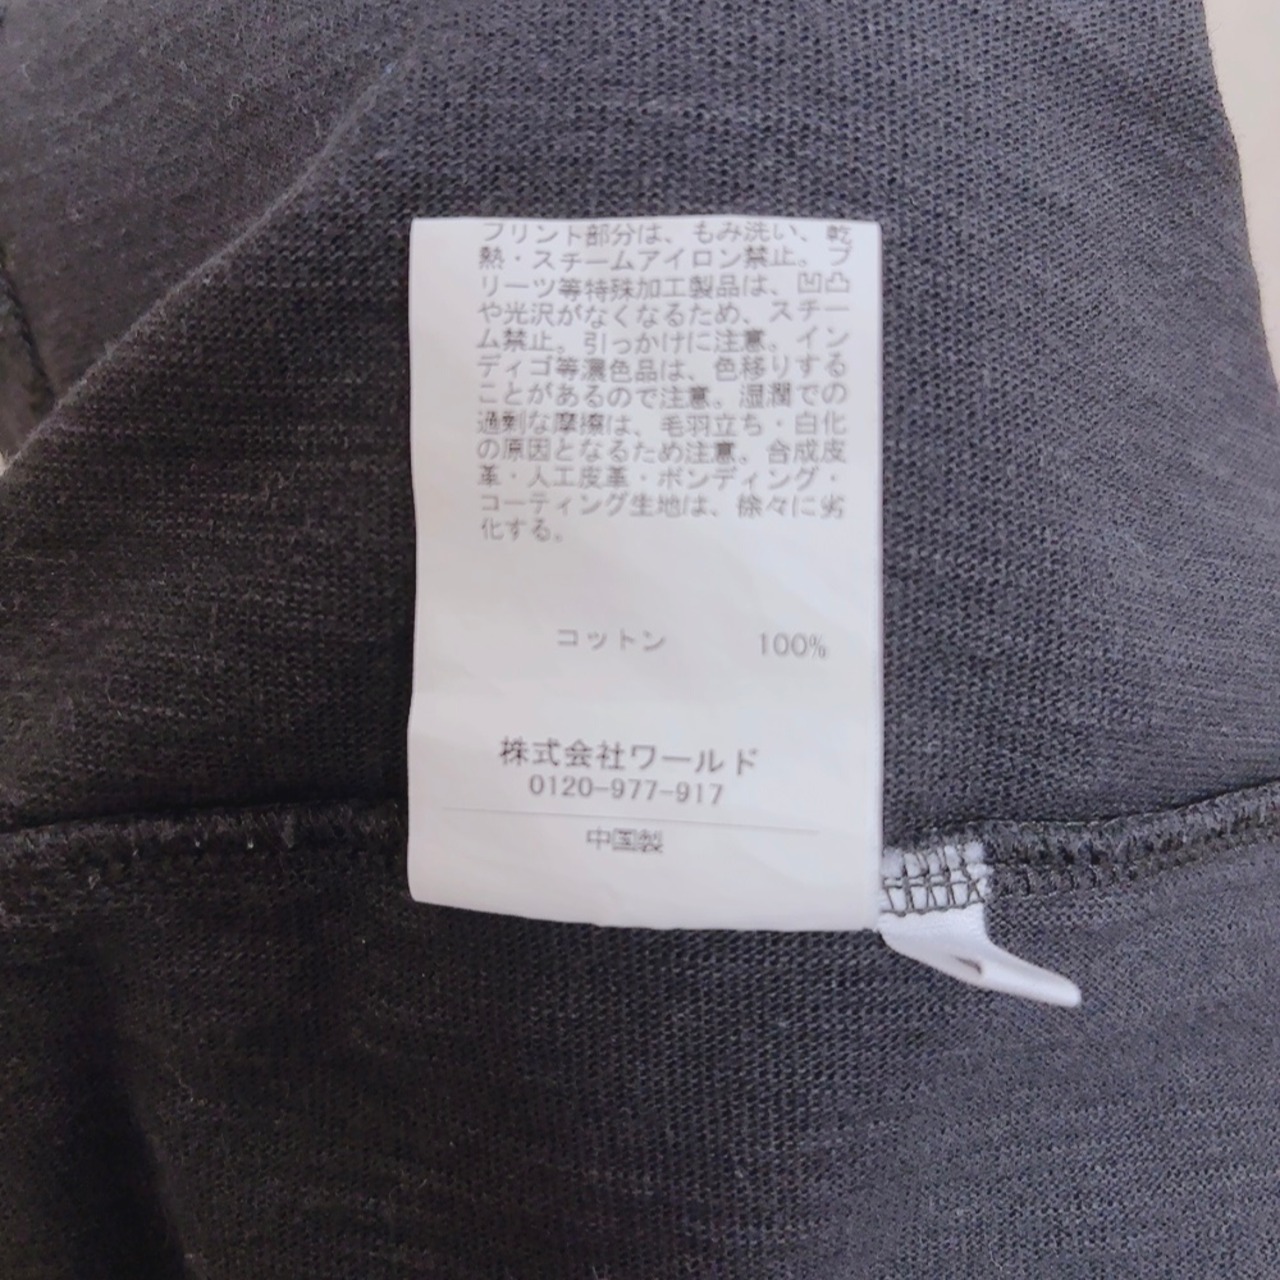 プリント部分は、もみ洗い、乾
熱・スチームアイロン禁止。プ
リーツ等特殊加工製品は、凹凸
や光沢がなくなるため、スチー
ム禁止。引っかけに注意。イン
ディゴ等濃色品は、色移りする
ことがあるので注意。湿潤での
過剰な摩擦は、毛羽立ち・白化
の原因となるため注意。合成皮
革・人工皮革・ボンディング・
コーティング生地は、徐々に劣
化する。
コットン 100%
株式会社ワールド
0120-977-917
中国製